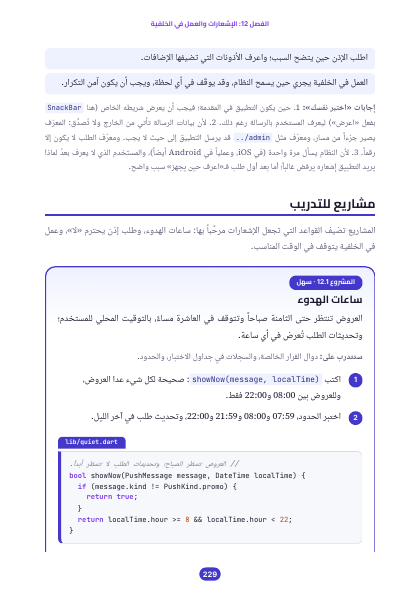 الفصل 12: الإشعارات والعمل في الخلفية
اطلب الإذن حين يتضح السبب؛ واعرف الأذونات التي تضيفها الإضافات.
العمل في الخلفية يجري حين يسمح النظام، وقد يوقف في أي لحظة، ويجب أن يكون آمن التكرار.
إجابات «اختبر نفسك»: 1. حين يكون التطبيق في المقدمة؛ فيجب أن يعرض شريطه الخاص (هنا SnackBar
بفعل «اعرض») ليعرف المستخدم بالرسالة رغم ذلك. 2. لأن بيانات الرسالة تأتي من الخارج ولا تُصدَّق: المعرّف
يصير جزءاً من مسار، ومعرّف مثل ../admin قد يرسل التطبيق إلى حيث لا يجب. ومعرّف الطلب لا يكون إلا
رقماً. 3. لأن النظام يسأل مرة واحدة (في iOS، وعملياً في Android أيضاً)، والمستخدم الذي لا يعرف بعدُ لماذا
يريد التطبيق إشعاره يرفض غالباً؛ أما بعد أول طلب فـ«اعرف حين يجهز» سبب واضح.
مشاريع للتدريب
المشاريع تضيف القواعد التي تجعل الإشعارات مرحَّباً بها: ساعات الهدوء، وطلب إذن يحترم «لا»، وعمل
في الخلفية يتوقف في الوقت المناسب.
المشروع 12.1 · سهل
ساعات الهدوء
العروض تنتظر حتى الثامنة صباحاً وتتوقف في العاشرة مساءً، بالتوقيت المحلي للمستخدم؛
وتحديثات الطلب تُعرض في أي ساعة.
ستتدرب على: دوال القرار الخالصة، والسجلات في جداول الاختبار، والحدود.
1 اكتب showNow(message, localTime): صحيحة لكل شيء عدا العروض،
وللعروض بين 08:00 و22:00 فقط.
2 اختبر الحدود، 07:59 و08:00 و21:59 و22:00، وتحديث طلب في آخر الليل.
lib/quiet.dart
// العروض تنتظر الصباح؛ وتحديثات الطلب لا تنتظر أبداً.
bool showNow(PushMessage message, DateTime localTime) {
  if (message.kind != PushKind.promo) {
    return true;
  }
  return localTime.hour >= 8 && localTime.hour < 22;
}
229